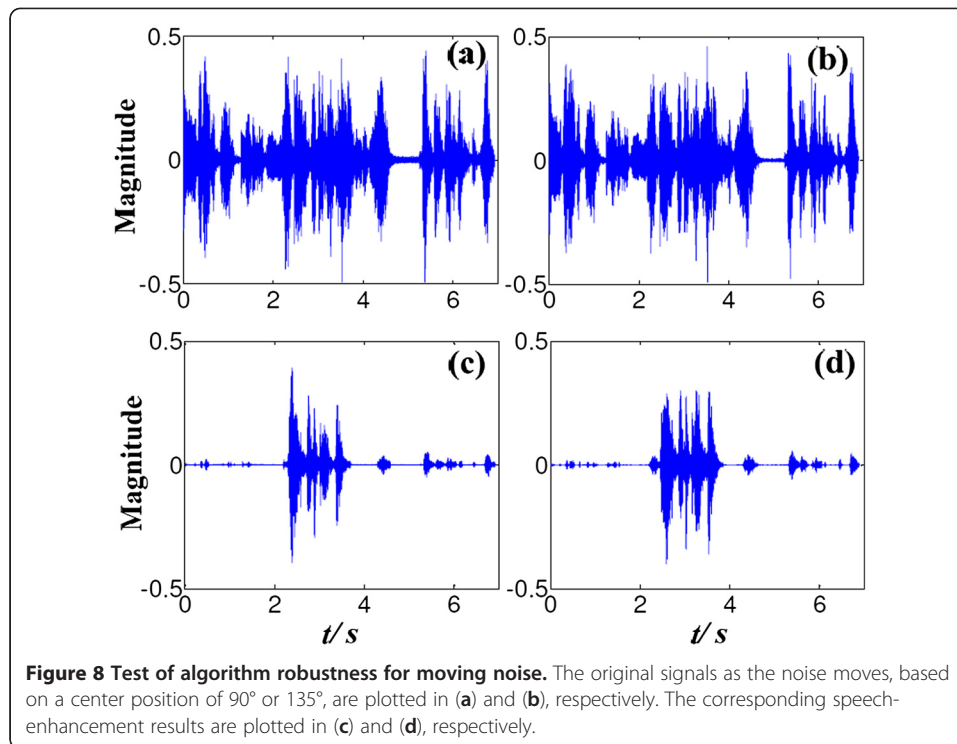 0.5
(a)
0
-0.5
0 2 4 6
Magnitude
0.5
(b)
0
-0.5
0 2 4 6
0.5
(c)
0
-0.5
0 2 4 6
Magnitude
t/ s
0.5
(d)
0
-0.5
0 2 4 6
t/ s
Figure 8 Test of algorithm robustness for moving noise. The original signals as the noise moves, based
on a center position of 90° or 135°, are plotted in (a) and (b), respectively. The corresponding speech-
enhancement results are plotted in (c) and (d), respectively.